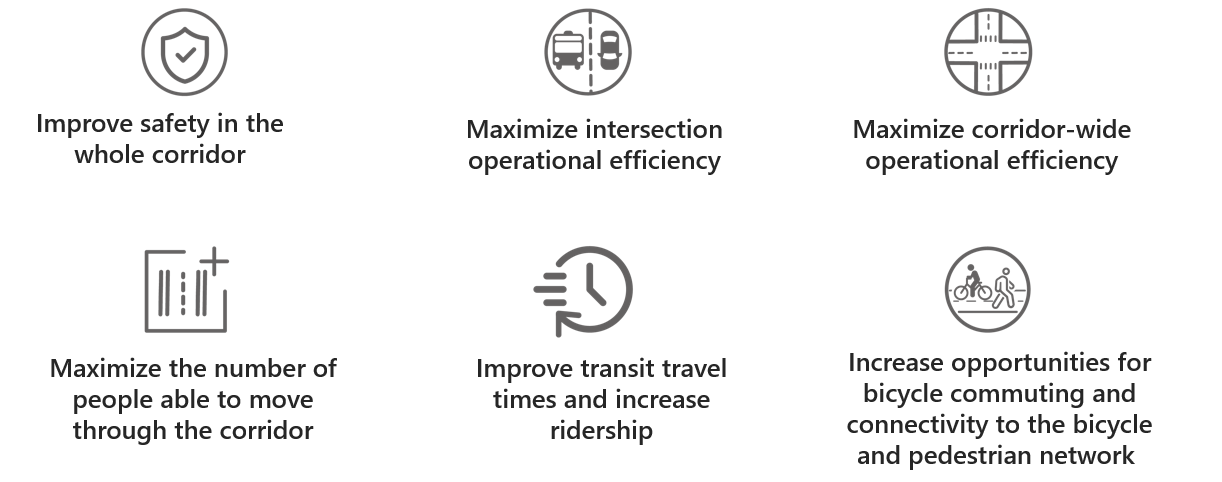 Improve safety in the
whole corridor
Maximize intersection
operational efficiency
Maximize corridor-wide
operational efficiency
Maximize the number of
people able to move
through the corridor
Improve transit travel
times and increase
ridership
Increase opportunities for
bicycle commuting and
connectivity to the bicycle
and pedestrian network